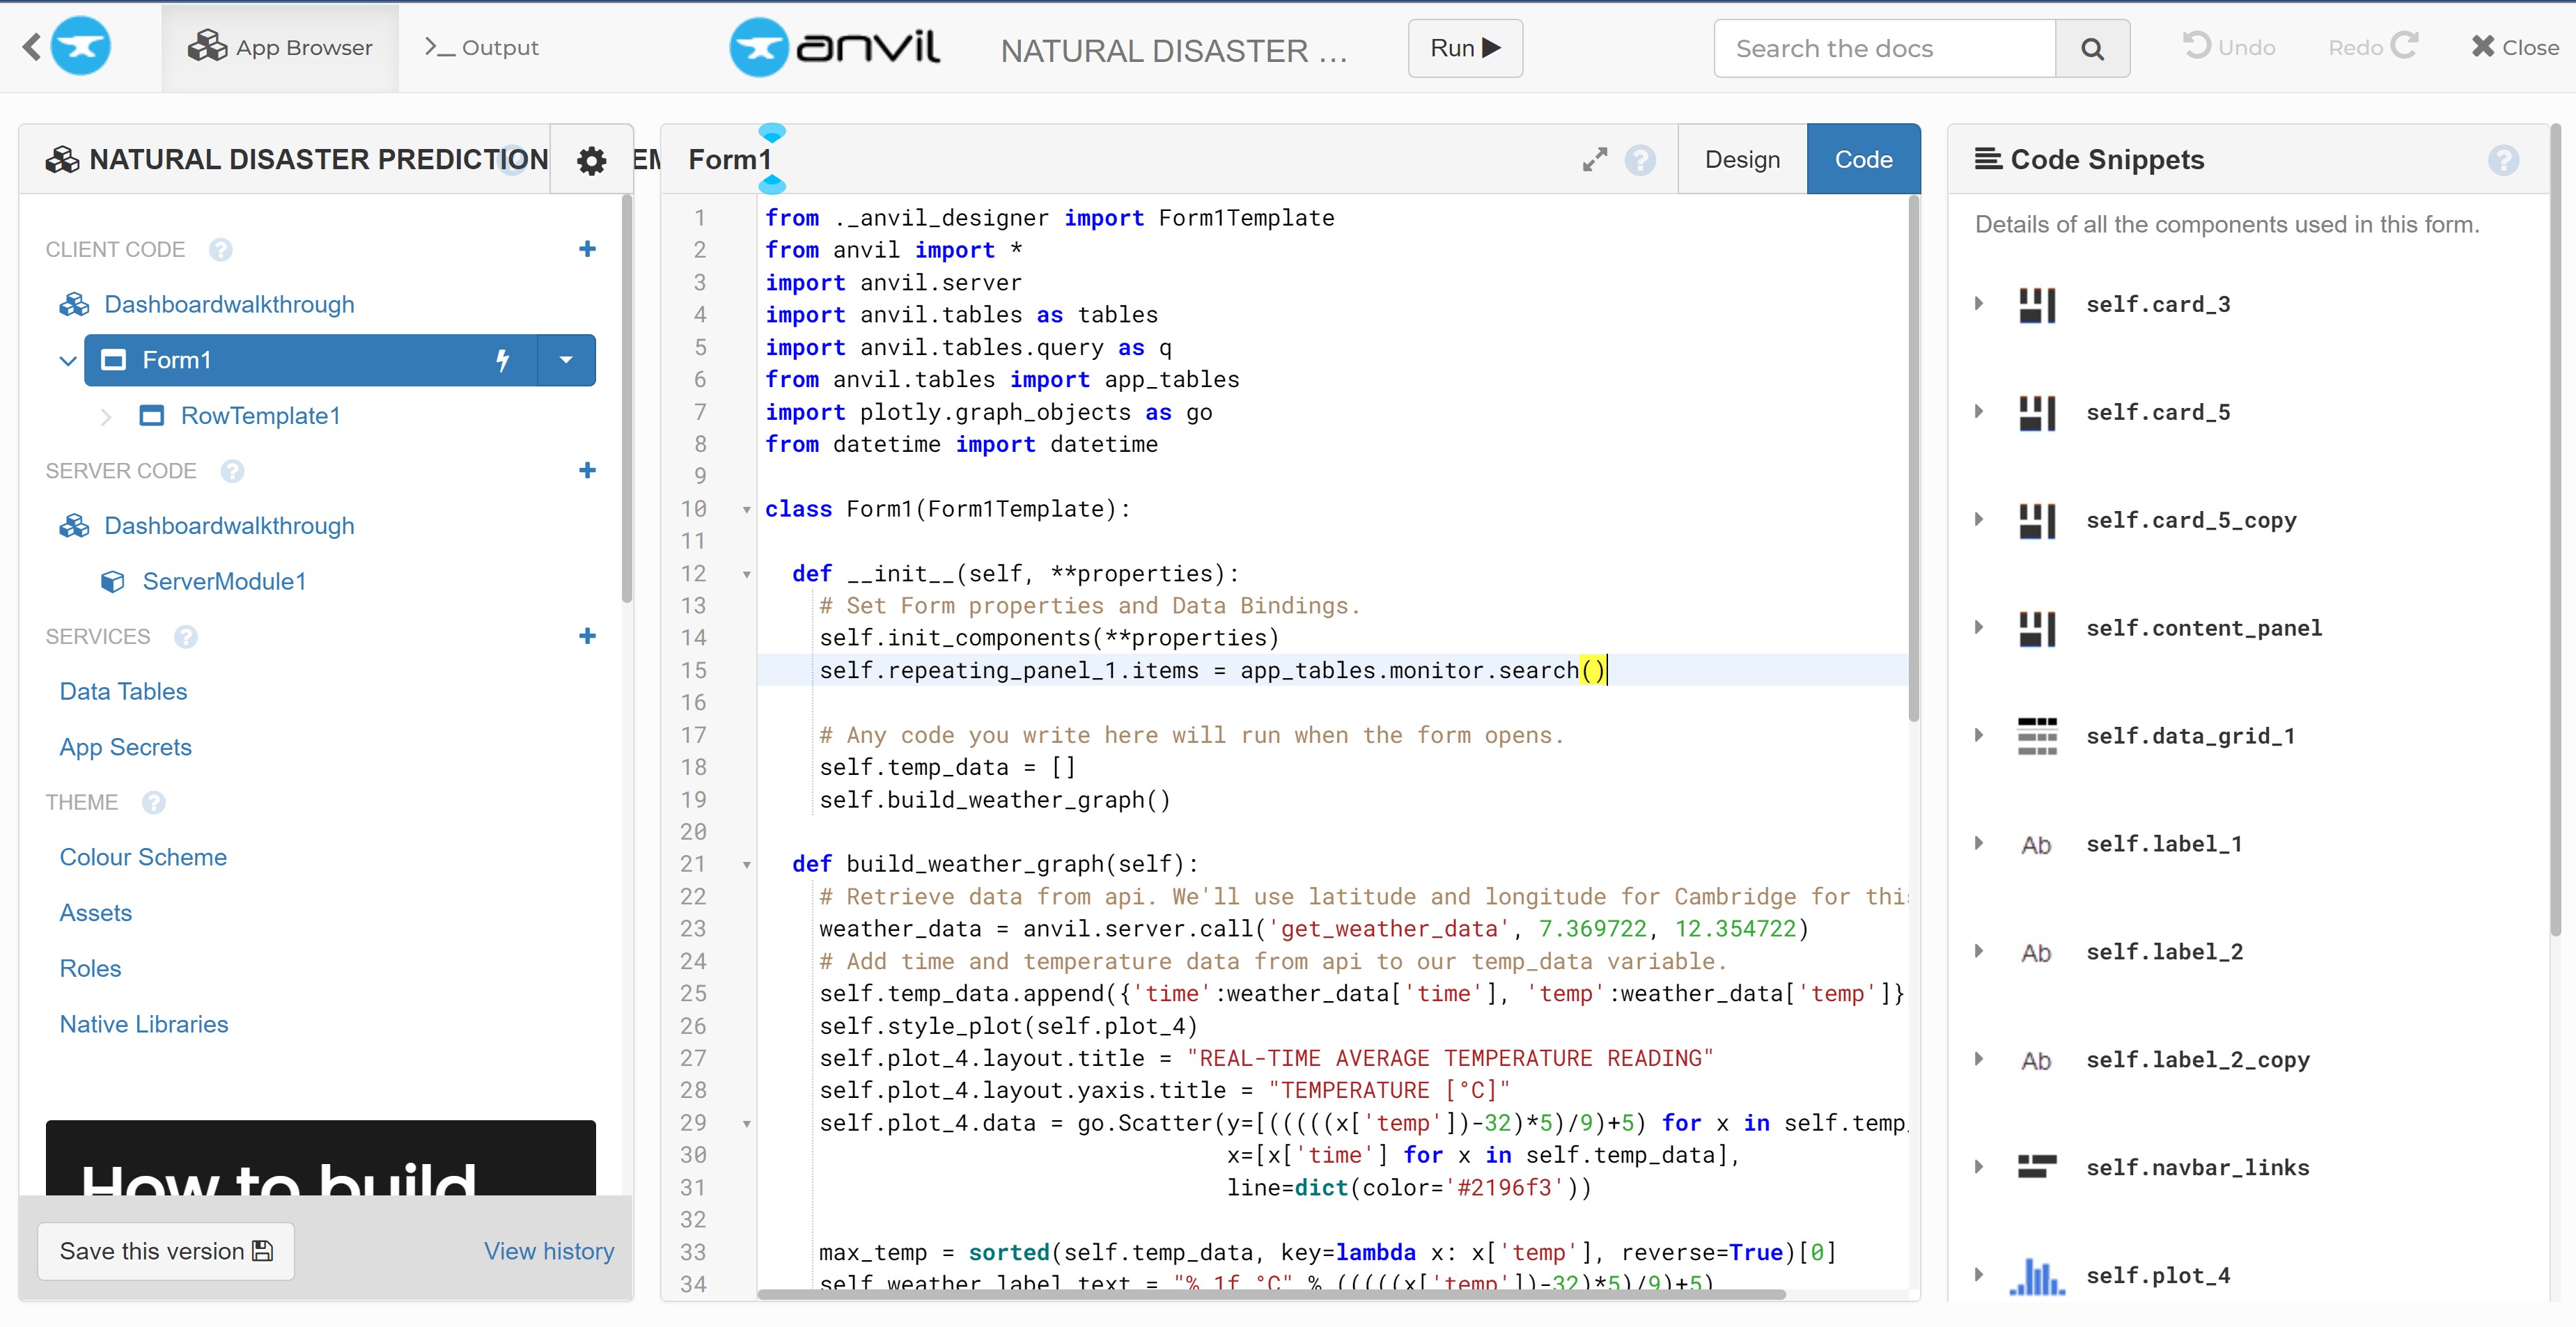 App Browser
>_ Output
anvil
NATURAL DISASTER ...
Run
Search the docs
Undo
Redo
Close
NATURAL DISASTER PREDICTION
EM
CLIENT CODE
Dashboardwalkthrough
Form1
RowTemplate1
SERVER CODE
Dashboardwalkthrough
ServerModule1
SERVICES
Data Tables
App Secrets
THEME
Colour Scheme
Assets
Roles
Native Libraries
How to build
Save this version
View history
Form1
Design
Code
1 from ._anvil_designer import Form1Template
2 from anvil import *
3 import anvil.server
4 import anvil.tables as tables
5 import anvil.tables.query as q
6 from anvil.tables import app_tables
7 import plotly.graph_objects as go
8 from datetime import datetime
9
10 class Form1(Form1Template):
11
12 def __init__(self, **properties):
13 # Set Form properties and Data Bindings.
14 self.init_components(**properties)
15 self.repeating_panel_1.items = app_tables.monitor.search()
16
17 # Any code you write here will run when the form opens.
18 self.temp_data = []
19 self.build_weather_graph()
20
21 def build_weather_graph(self):
22 # Retrieve data from api. We'll use latitude and longitude for Cambridge for this
23 weather_data = anvil.server.call('get_weather_data', 7.369722, 12.354722)
24 # Add time and temperature data from api to our temp_data variable.
25 self.temp_data.append({'time':weather_data['time'], 'temp':weather_data['temp']}
26 self.style_plot(self.plot_4)
27 self.plot_4.layout.title = "REAL-TIME AVERAGE TEMPERATURE READING"
28 self.plot_4.layout.yaxis.title = "TEMPERATURE [°C]"
29 self.plot_4.data = go.Scatter(y=[(((((x['temp'])-32)*5)/9)+5) for x in self.temp_
30 x=[x['time'] for x in self.temp_data],
31 line=dict(color='#2196f3'))
32
33 max_temp = sorted(self.temp_data, key=lambda x: x['temp'], reverse=True)[0]
34 self.weather_label.text = "%.1f °C" % (((((x['temp'])-32)*5)/9)+5)
Code Snippets
Details of all the components used in this form.
self.card_3
self.card_5
self.card_5_copy
self.content_panel
self.data_grid_1
Ab self.label_1
Ab self.label_2
Ab self.label_2_copy
self.navbar_links
self.plot_4